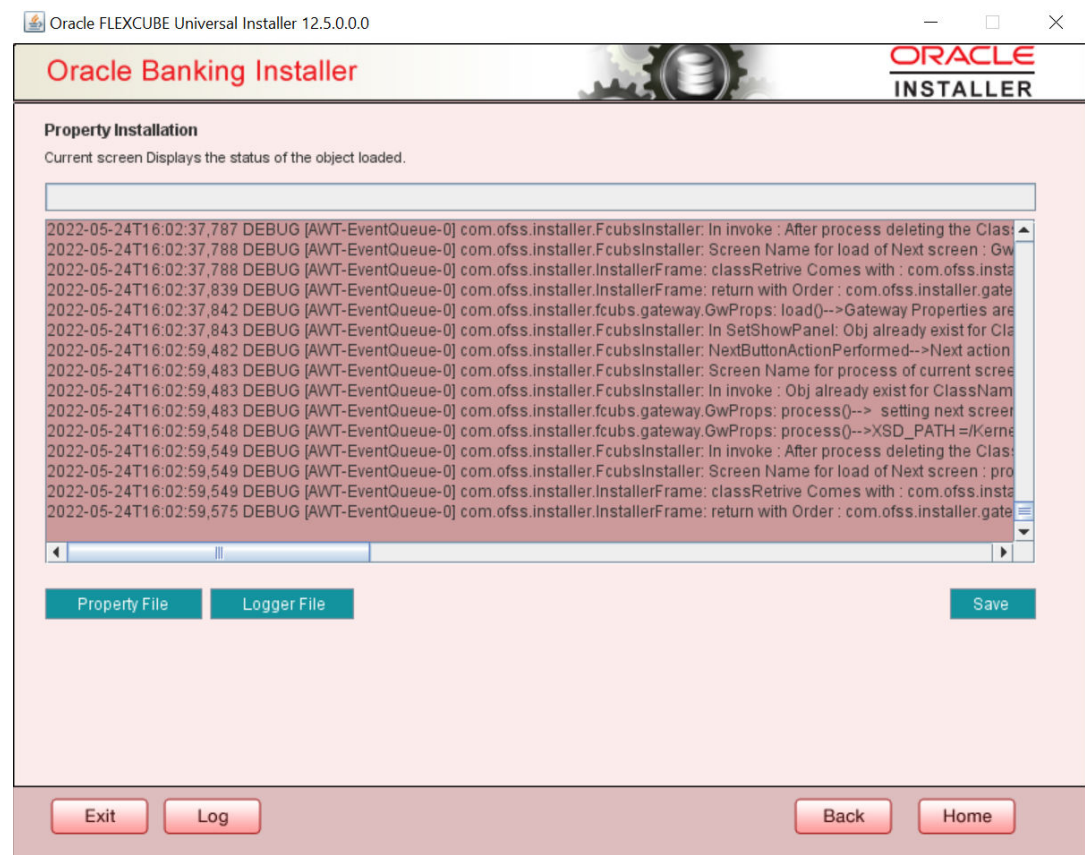 Oracle FLEXCUBE Universal Installer 12.5.0.0.0
Oracle Banking Installer
ORACLE
INSTALLER
Property Installation
Current screen Displays the status of the object loaded.
2022-05-24T16:02:37,787 DEBUG [AWT-EventQueue-0] com.ofss.installer.FcubsInstaller: In invoke : After process deleting the Clas
2022-05-24T16:02:37,788 DEBUG [AWT-EventQueue-0] com.ofss.installer.FcubsInstaller: Screen Name for load of Next screen : Gw
2022-05-24T16:02:37,788 DEBUG [AWT-EventQueue-0] com.ofss.installer.InstallerFrame: classRetrive Comes with : com.ofss.insta
2022-05-24T16:02:37,839 DEBUG [AWT-EventQueue-0] com.ofss.installer.InstallerFrame: return with Order : com.ofss.installer.gate
2022-05-24T16:02:37,842 DEBUG [AWT-EventQueue-0] com.ofss.installer.fcubs.gateway.GwProps: load()-->Gateway Properties are
2022-05-24T16:02:37,843 DEBUG [AWT-EventQueue-0] com.ofss.installer.FcubsInstaller: In SetShowPanel: Obj already exist for Cla
2022-05-24T16:02:59,482 DEBUG [AWT-EventQueue-0] com.ofss.installer.FcubsInstaller: NextButtonActionPerformed-->Next action
2022-05-24T16:02:59,483 DEBUG [AWT-EventQueue-0] com.ofss.installer.FcubsInstaller: Screen Name for process of current scree
2022-05-24T16:02:59,483 DEBUG [AWT-EventQueue-0] com.ofss.installer.FcubsInstaller: In invoke : Obj already exist for ClassNam
2022-05-24T16:02:59,483 DEBUG [AWT-EventQueue-0] com.ofss.installer.fcubs.gateway.GwProps: process()--> setting next screen
2022-05-24T16:02:59,548 DEBUG [AWT-EventQueue-0] com.ofss.installer.fcubs.gateway.GwProps: process()-->XSD_PATH =/Kerne
2022-05-24T16:02:59,549 DEBUG [AWT-EventQueue-0] com.ofss.installer.FcubsInstaller: In invoke : After process deleting the Clas
2022-05-24T16:02:59,549 DEBUG [AWT-EventQueue-0] com.ofss.installer.FcubsInstaller: Screen Name for load of Next screen : pro
2022-05-24T16:02:59,549 DEBUG [AWT-EventQueue-0] com.ofss.installer.InstallerFrame: classRetrive Comes with : com.ofss.insta
2022-05-24T16:02:59,575 DEBUG [AWT-EventQueue-0] com.ofss.installer.InstallerFrame: return with Order : com.ofss.installer.gate
Property File
Logger File
Save
Exit
Log
Back
Home